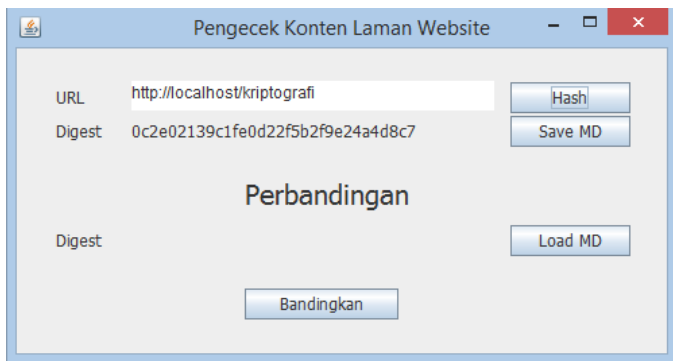 Pengecek Konten Laman Website
URL http://localhost/kriptografi Hash
Digest 0c2e02139c1fe0d22f5b2f9e24a4d8c7 Save MD
Perbandingan
Digest Load MD
Bandingkan